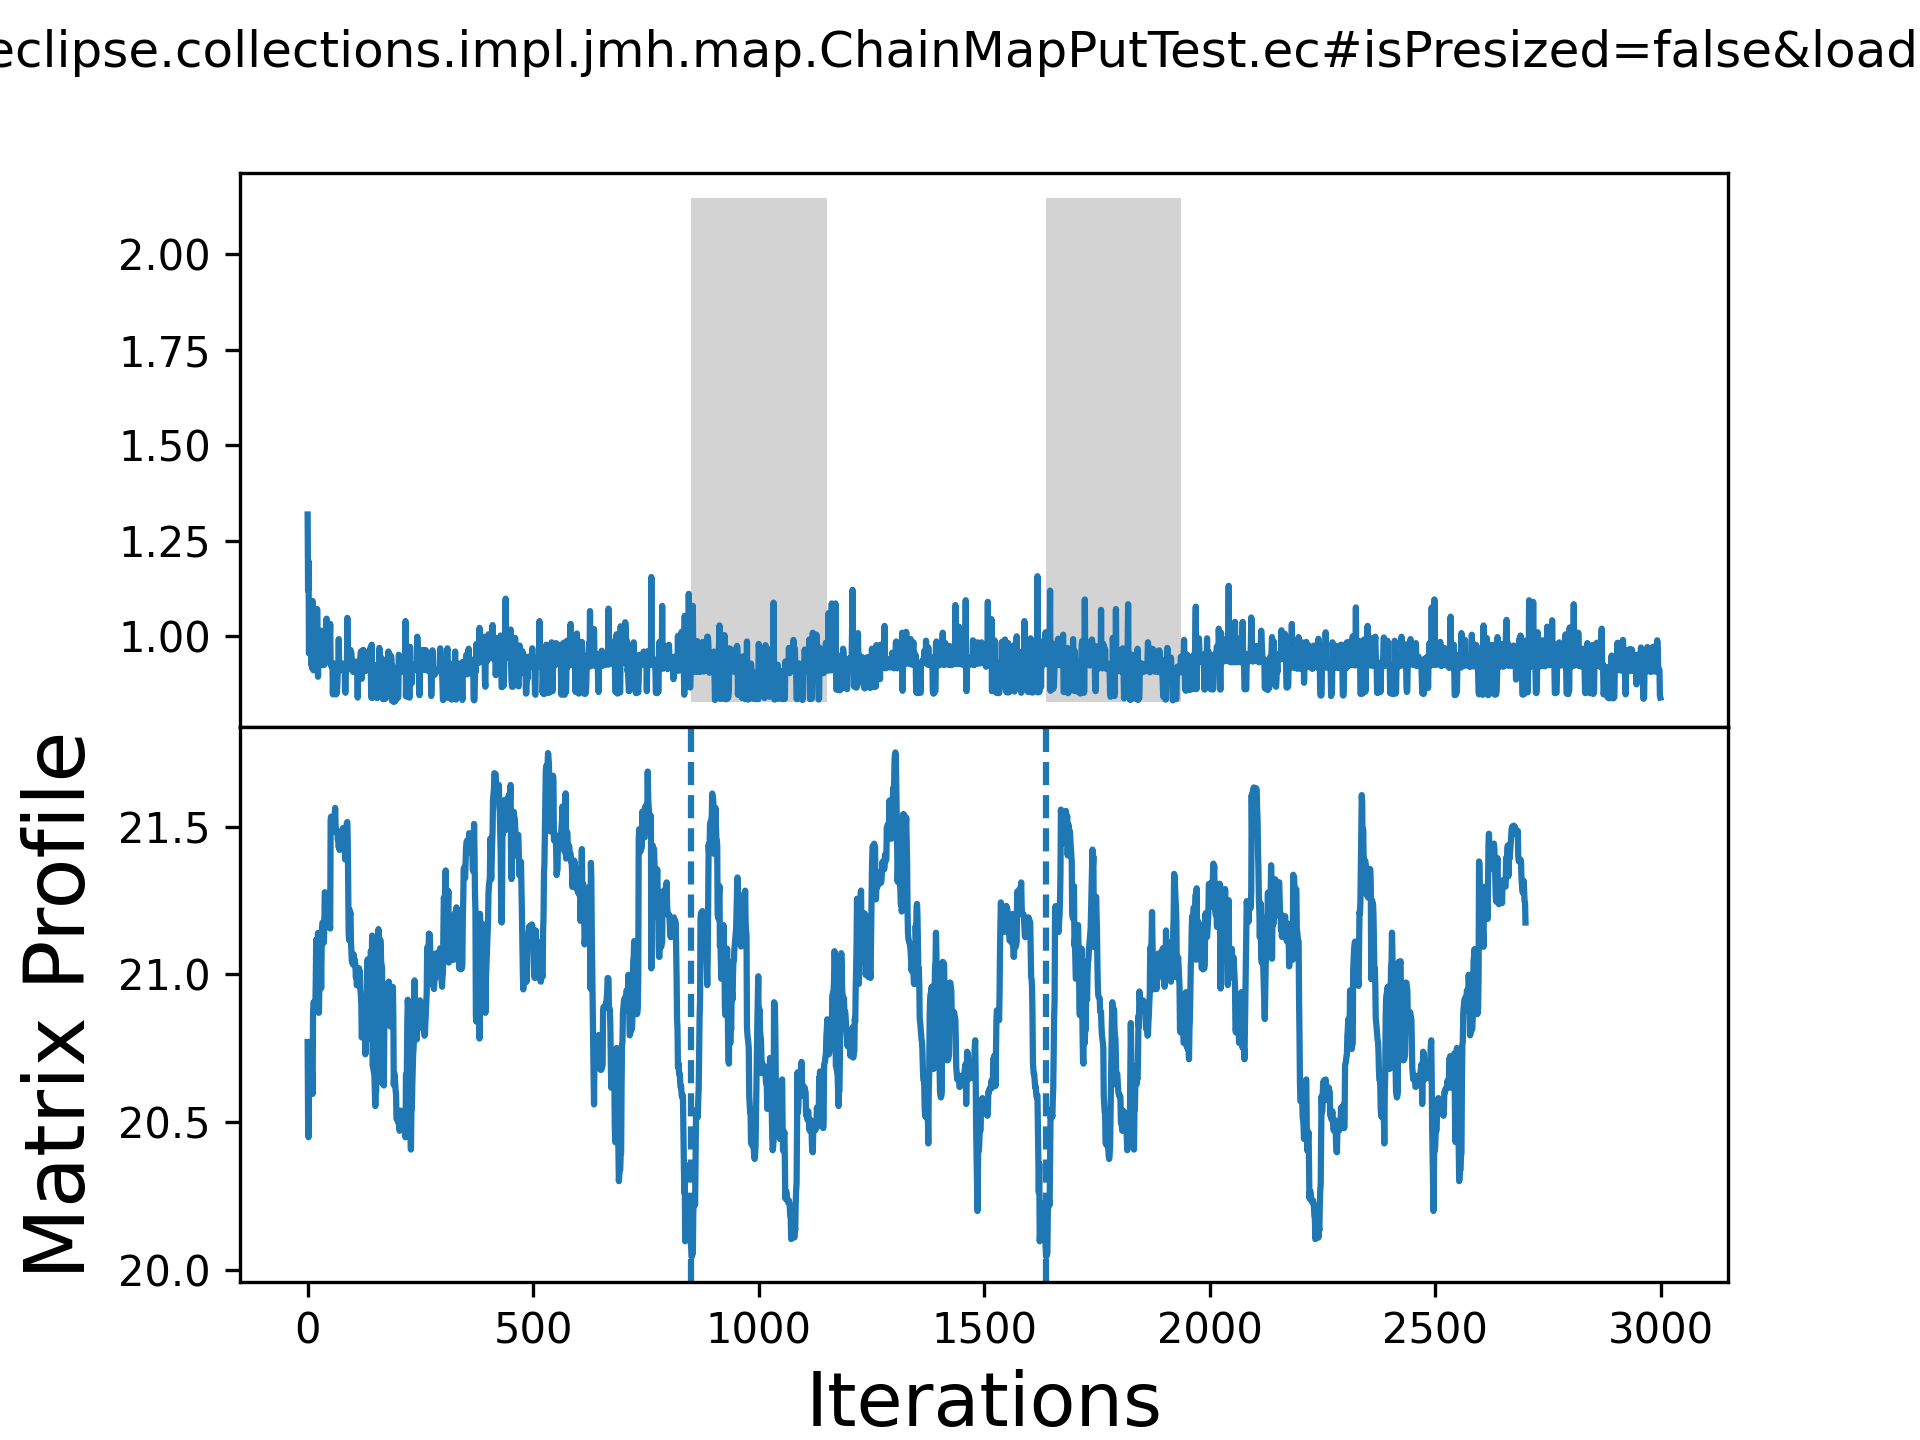 eclipse.collections.impl.jmh.map.ChainMapPutTest.ec#isPresized=false&load
2.00
1.75
1.50
1.25
1.00
Matrix Profile
21.5
21.0
20.5
20.0
0 500 1000 1500 2000 2500 3000
Iterations